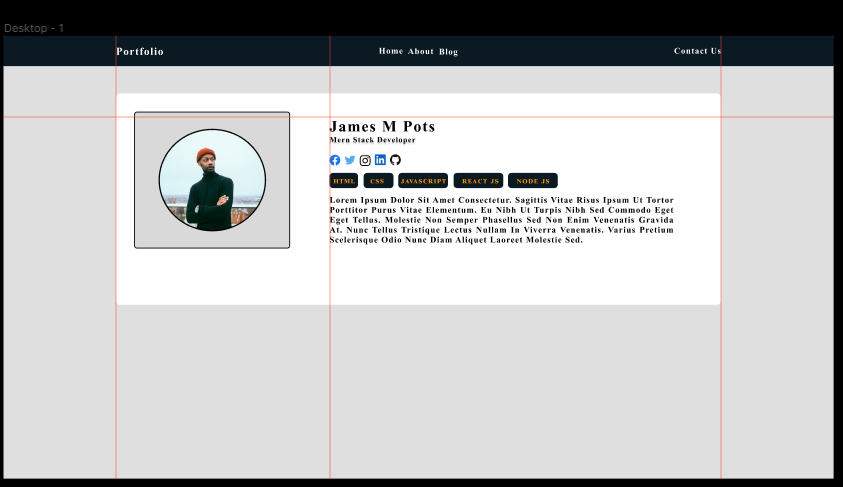 Desktop - 1
Portfolio Home About Blog Contact Us
James M Pots
Mern Stack Developer
HTML CSS JAVASCRIPT REACT JS NODE JS
Lorem Ipsum Dolor Sit Amet Consectetur. Sagittis Vitae Risus Ipsum Ut Tortor
Porttitor Purus Vitae Elementum. Eu Nibh Ut Turpis Nibh Sed Commodo Eget
Eget Tellus. Molestie Non Semper Phasellus Sed Non Enim Venenatis Gravida
At. Nunc Tellus Tristique Lectus Nullam In Viverra Venenatis. Varius Pretium
Scelerisque Odio Nunc Diam Aliquet Laoreet Molestie Sed.